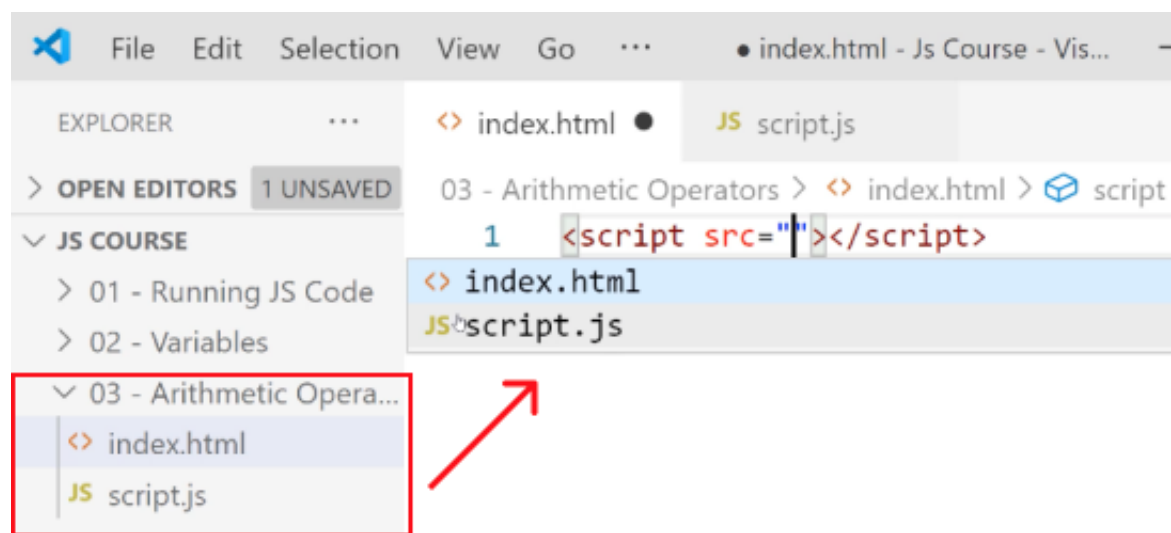 File Edit Selection View Go ··· ● index.html - Js Course - Vis...
EXPLORER ···
<> index.html ● JS script.js
> OPEN EDITORS 1 UNSAVED
03 - Arithmetic Operators > <> index.html > script
JS COURSE
1 <script src=""></script>
> 01 - Running JS Code
<> index.html
JS script.js
> 02 - Variables
03 - Arithmetic Opera...
<> index.html
JS script.js